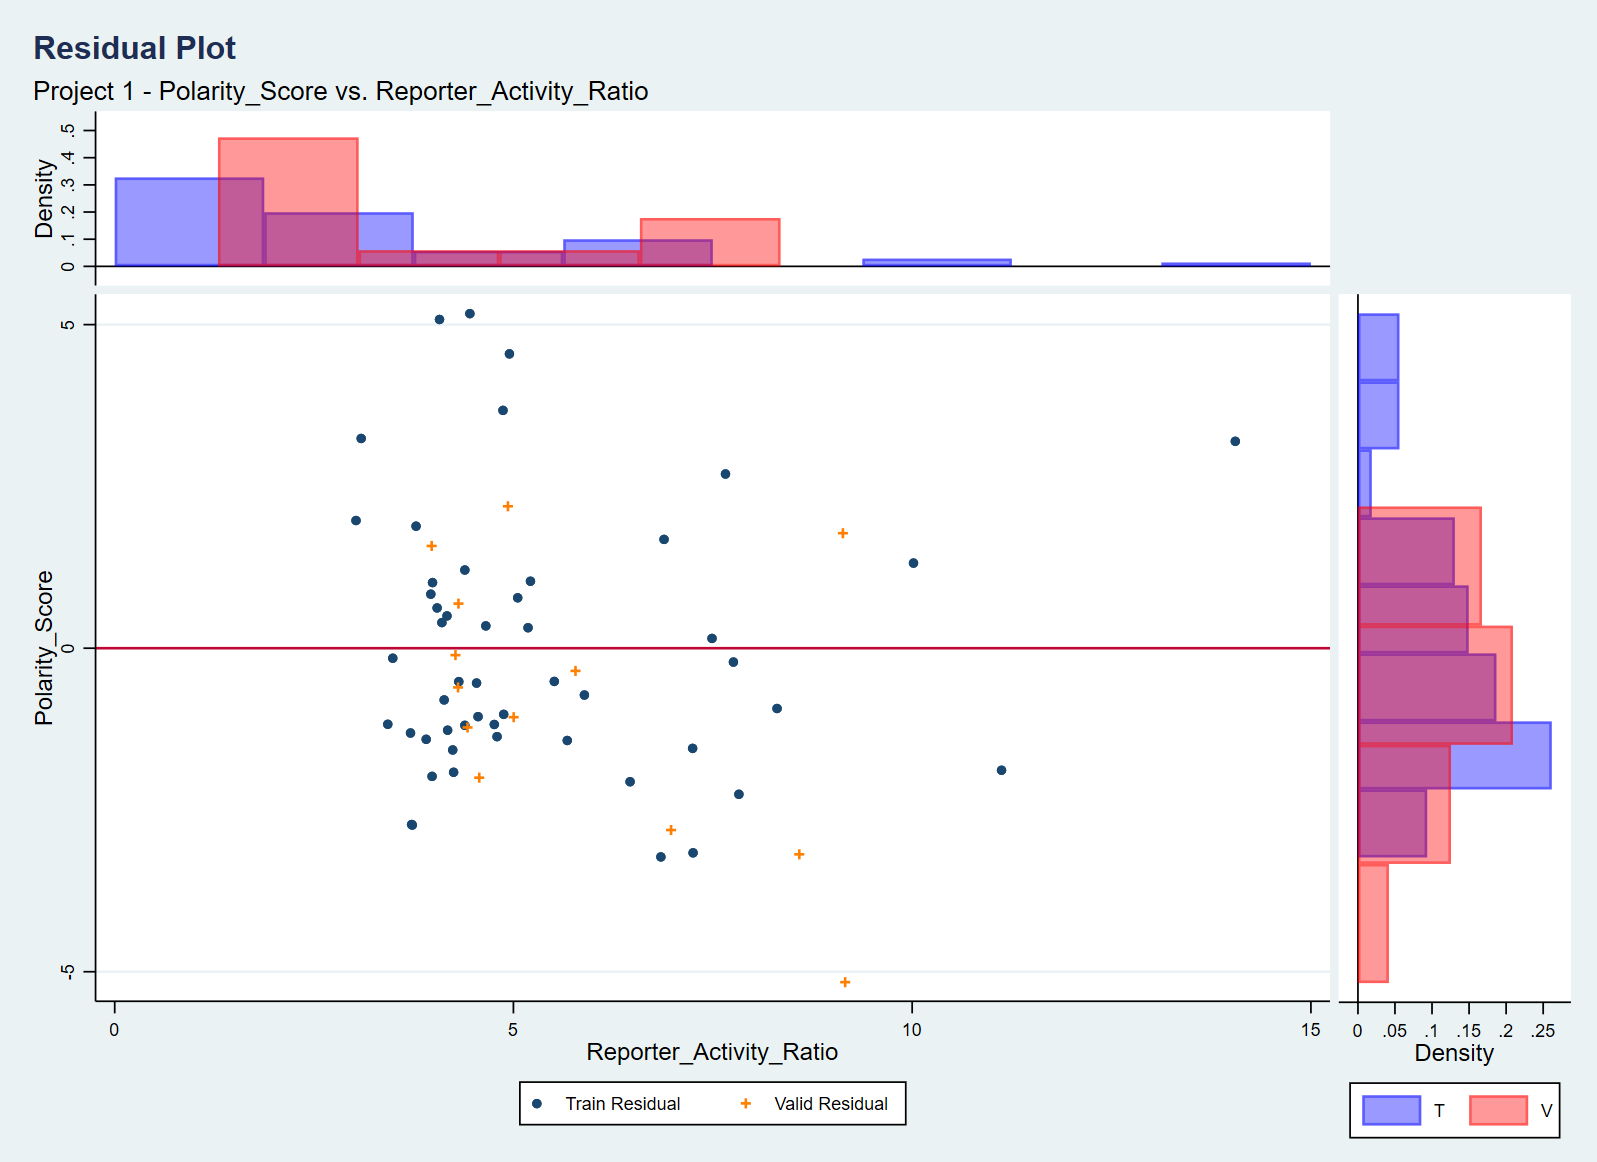 Residual Plot
Project 1 - Polarity_Score vs. Reporter_Activity_Ratio
Density
.5
.4
.3
.2
.1
0
Polarity_Score
5
0
-5
0 5 10 15
Reporter_Activity_Ratio
0 .05 .1 .15 .2 .25
Density
Train Residual Valid Residual
T V